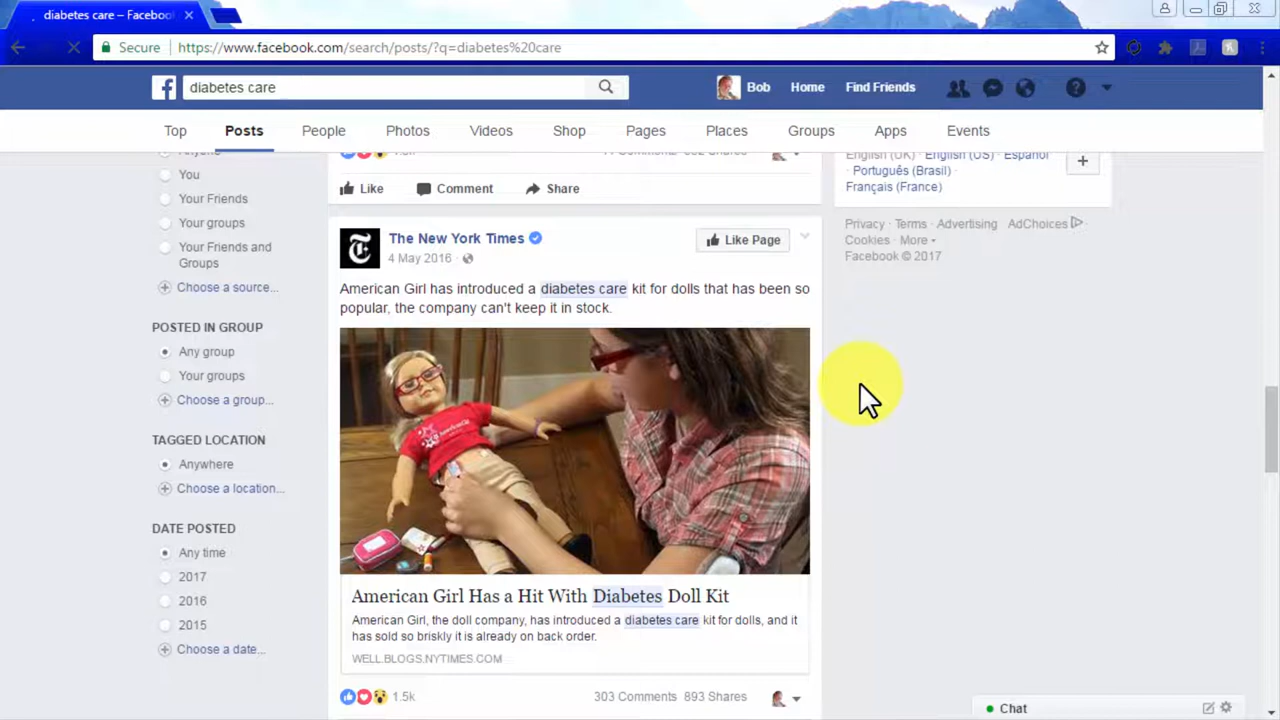 diabetes care – Faceboo
Secure https://www.facebook.com/search/posts/?q=diabetes%20care
diabetes care
Bob Home Find Friends
Top Posts People Photos Videos Shop Pages Places Groups Apps Events
Anyone
You
Your Friends
Your groups
Your Friends and
Groups
Choose a source...
POSTED IN GROUP
Any group
Your groups
Choose a group...
TAGGED LOCATION
Anywhere
Choose a location...
DATE POSTED
Any time
2017
2016
2015
Choose a date...
Like Comment Share
The New York Times
Like Page
4 May 2016
American Girl has introduced a diabetes care kit for dolls that has been so
popular, the company can't keep it in stock.
American Girl Has a Hit With Diabetes Doll Kit
American Girl, the doll company, has introduced a diabetes care kit for dolls, and it
has sold so briskly it is already on back order.
WELL.BLOGS.NYTIMES.COM
1.5k
303 Comments 893 Shares
English (UK) · English (US) · Español
Português (Brasil) ·
Français (France)
Privacy · Terms · Advertising · AdChoices ·
Cookies · More
Facebook © 2017
Chat